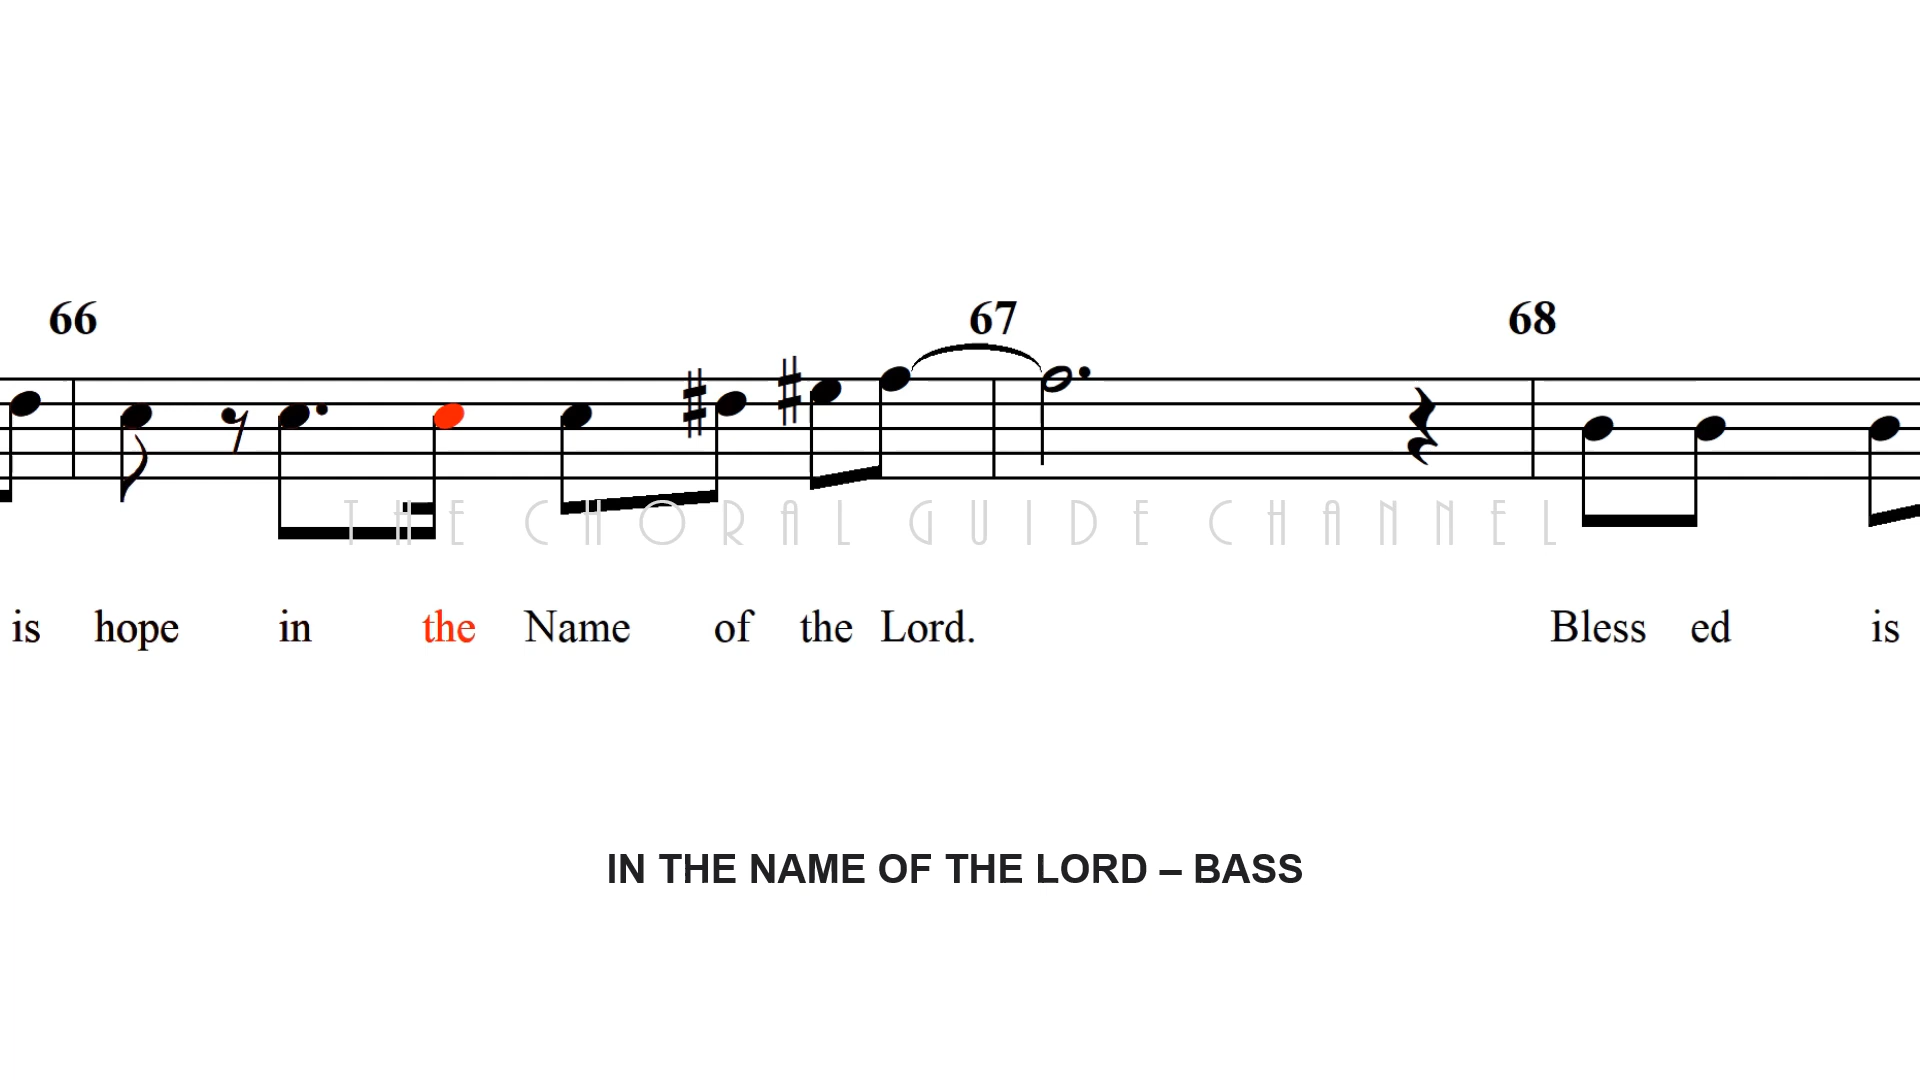 66 67 68
THE CHORAL GUIDE CHANNEL
is hope in the Name of the Lord. Bless ed is
IN THE NAME OF THE LORD – BASS